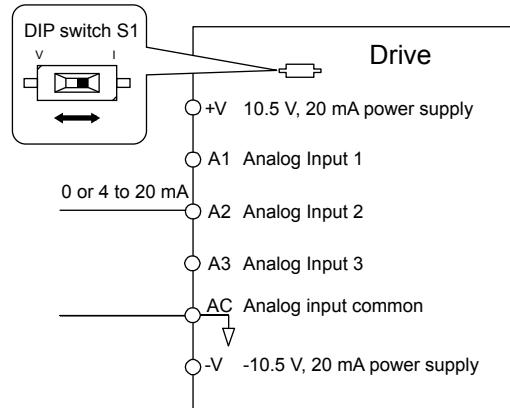 DIP switch S1
V I
Drive
+V 10.5 V, 20 mA power supply
A1 Analog Input 1
0 or 4 to 20 mA
A2 Analog Input 2
A3 Analog Input 3
AC Analog input common
-V -10.5 V, 20 mA power supply